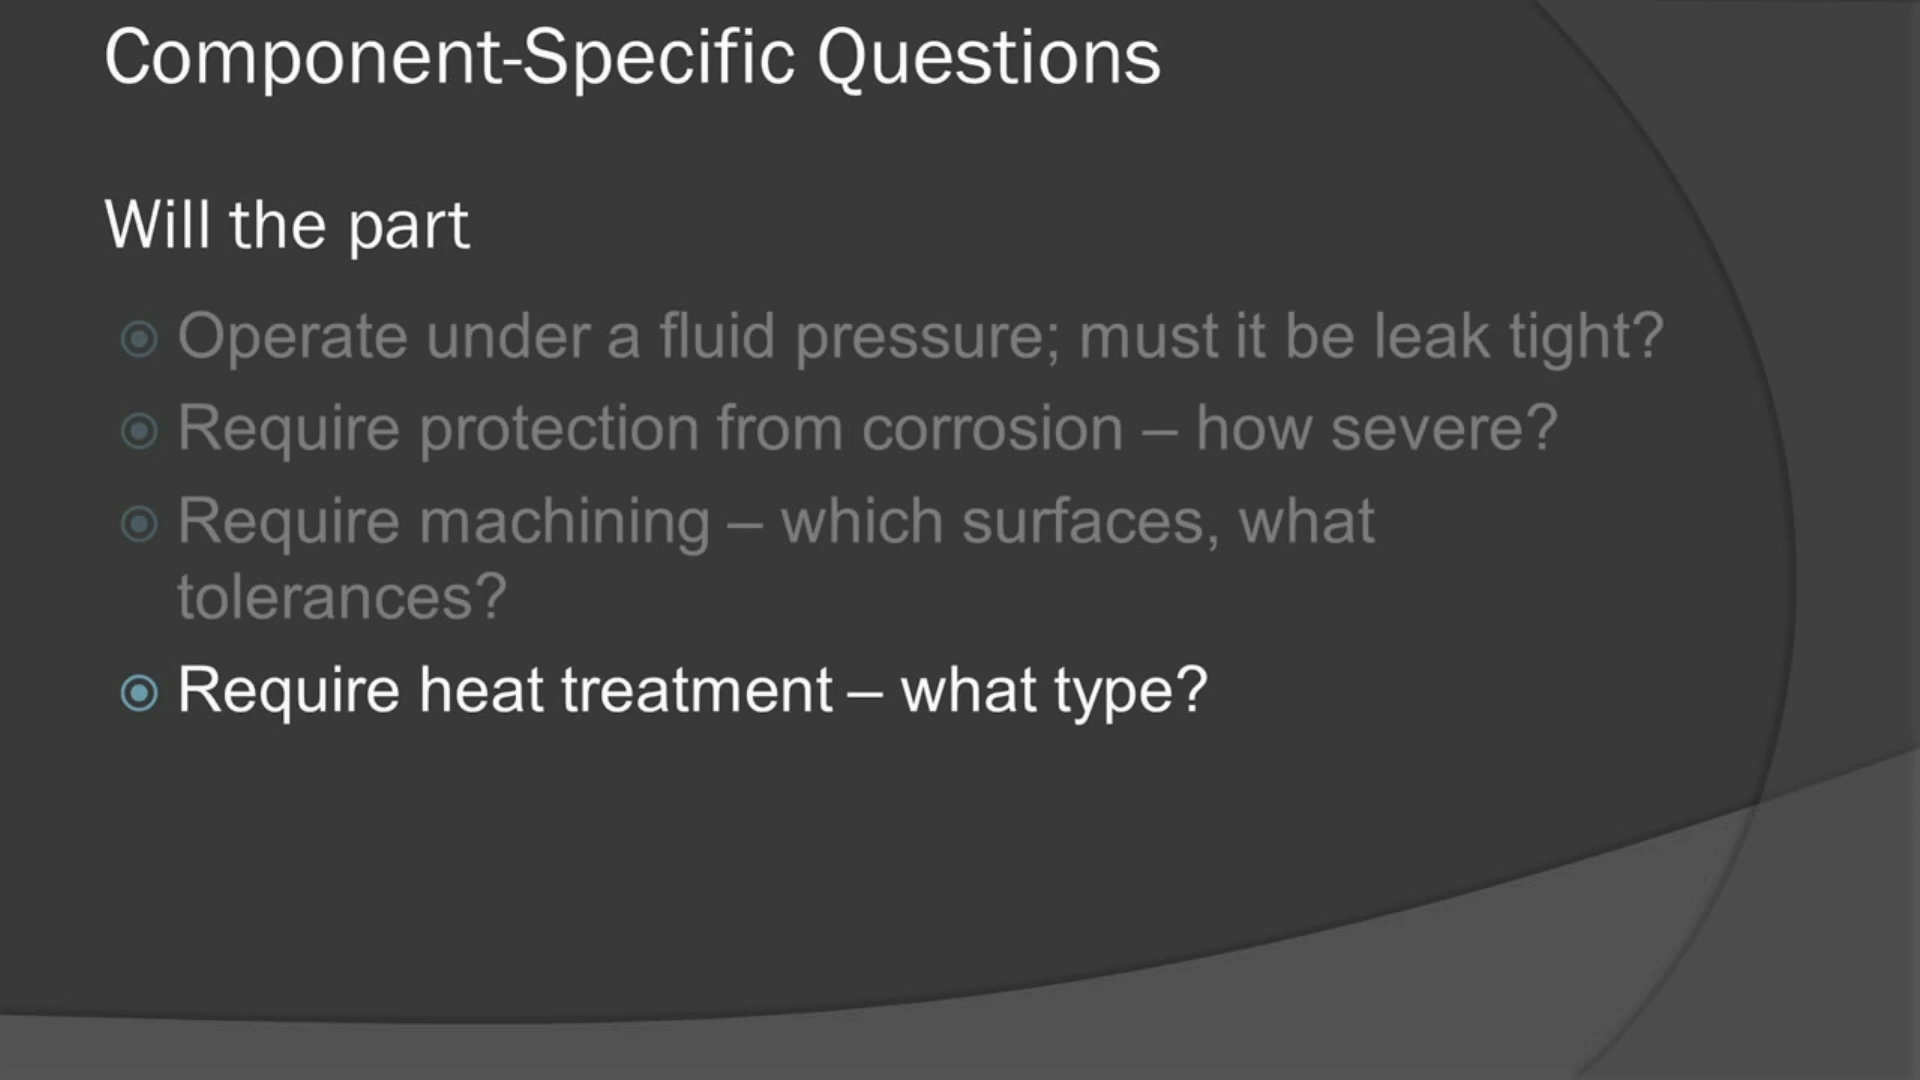 Component-Specific Questions
Will the part
Operate under a fluid pressure; must it be leak tight?
Require protection from corrosion – how severe?
Require machining – which surfaces, what
tolerances?
Require heat treatment – what type?